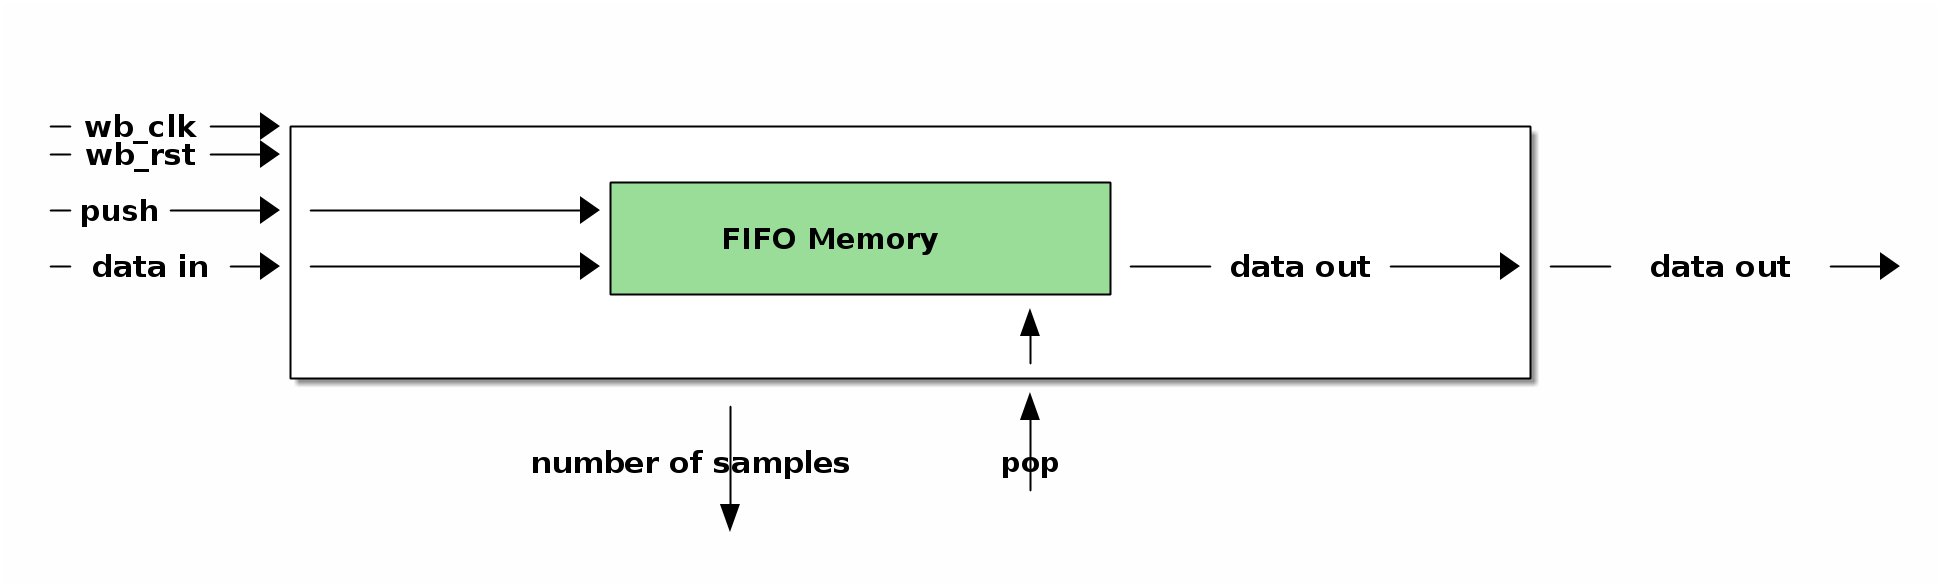 wb_clk
wb_rst
push
FIFO Memory
data in
data out
data out
number of samples
pop